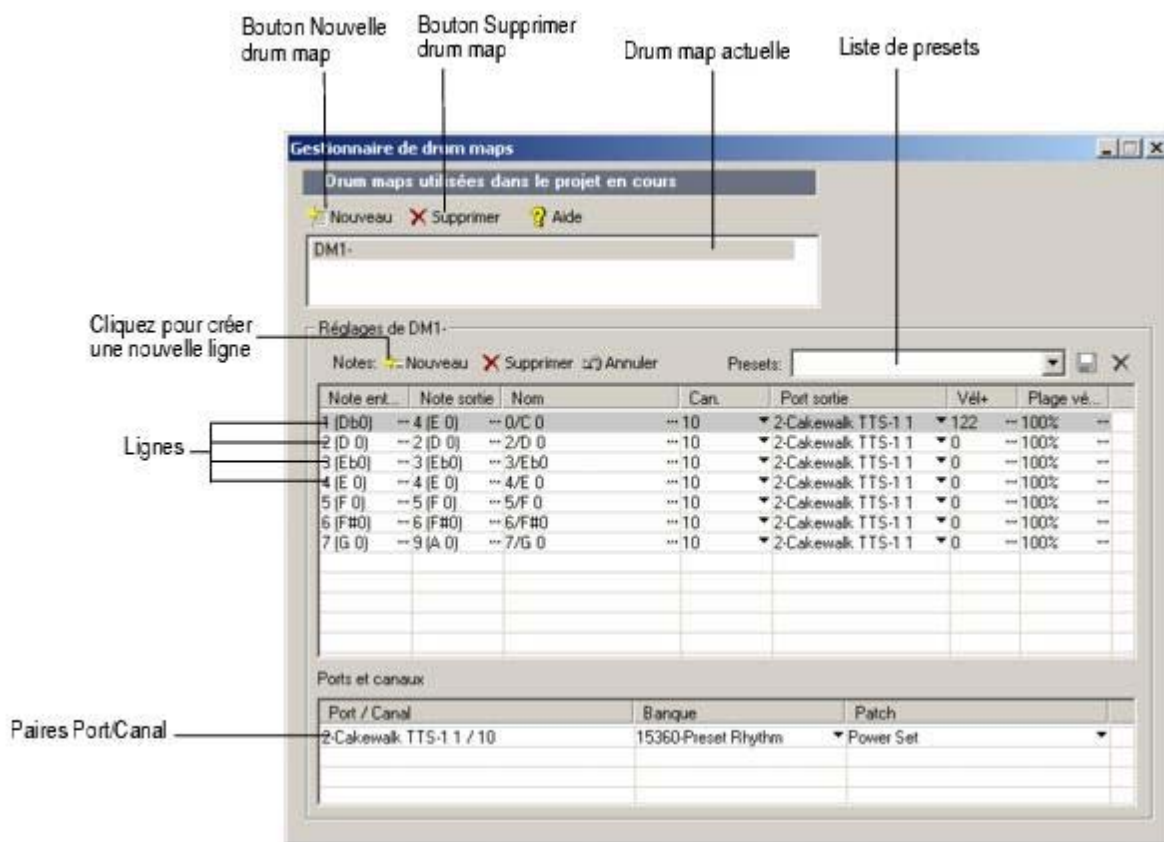 Bouton Nouvelle
drum map
Bouton Supprimer
drum map
Drum map actuelle
Liste de presets
Gestionnaire de drum maps
Drum maps utilisées dans le projet en cours
Nouveau Supprimer Aide
DM1-
Cliquez pour créer
une nouvelle ligne
Réglages de DM1-
Notes: Nouveau Supprimer Annuler Presets:
Note ent... Note sortie Nom Can. Port sortie Vél+ Plage vé...
Lignes
1 (Db0) 4 (E 0) 0/C 0 10 2-Cakewalk TTS-1 1 122 100%
2 (D 0) 2 (D 0) 2/D 0 10 2-Cakewalk TTS-1 1 0 100%
3 (Eb0) 3 (Eb0) 3/Eb0 10 2-Cakewalk TTS-1 1 0 100%
4 (E 0) 4 (E 0) 4/E 0 10 2-Cakewalk TTS-1 1 0 100%
5 (F 0) 5 (F 0) 5/F 0 10 2-Cakewalk TTS-1 1 0 100%
6 (F#0) 6 (F#0) 6/F#0 10 2-Cakewalk TTS-1 1 0 100%
7 (G 0) 9 (A 0) 7/G 0 10 2-Cakewalk TTS-1 1 0 100%
Ports et canaux
Port / Canal Banque Patch
Paires Port/Canal
2-Cakewalk TTS-1 1 / 10 15360-Preset Rhythm Power Set